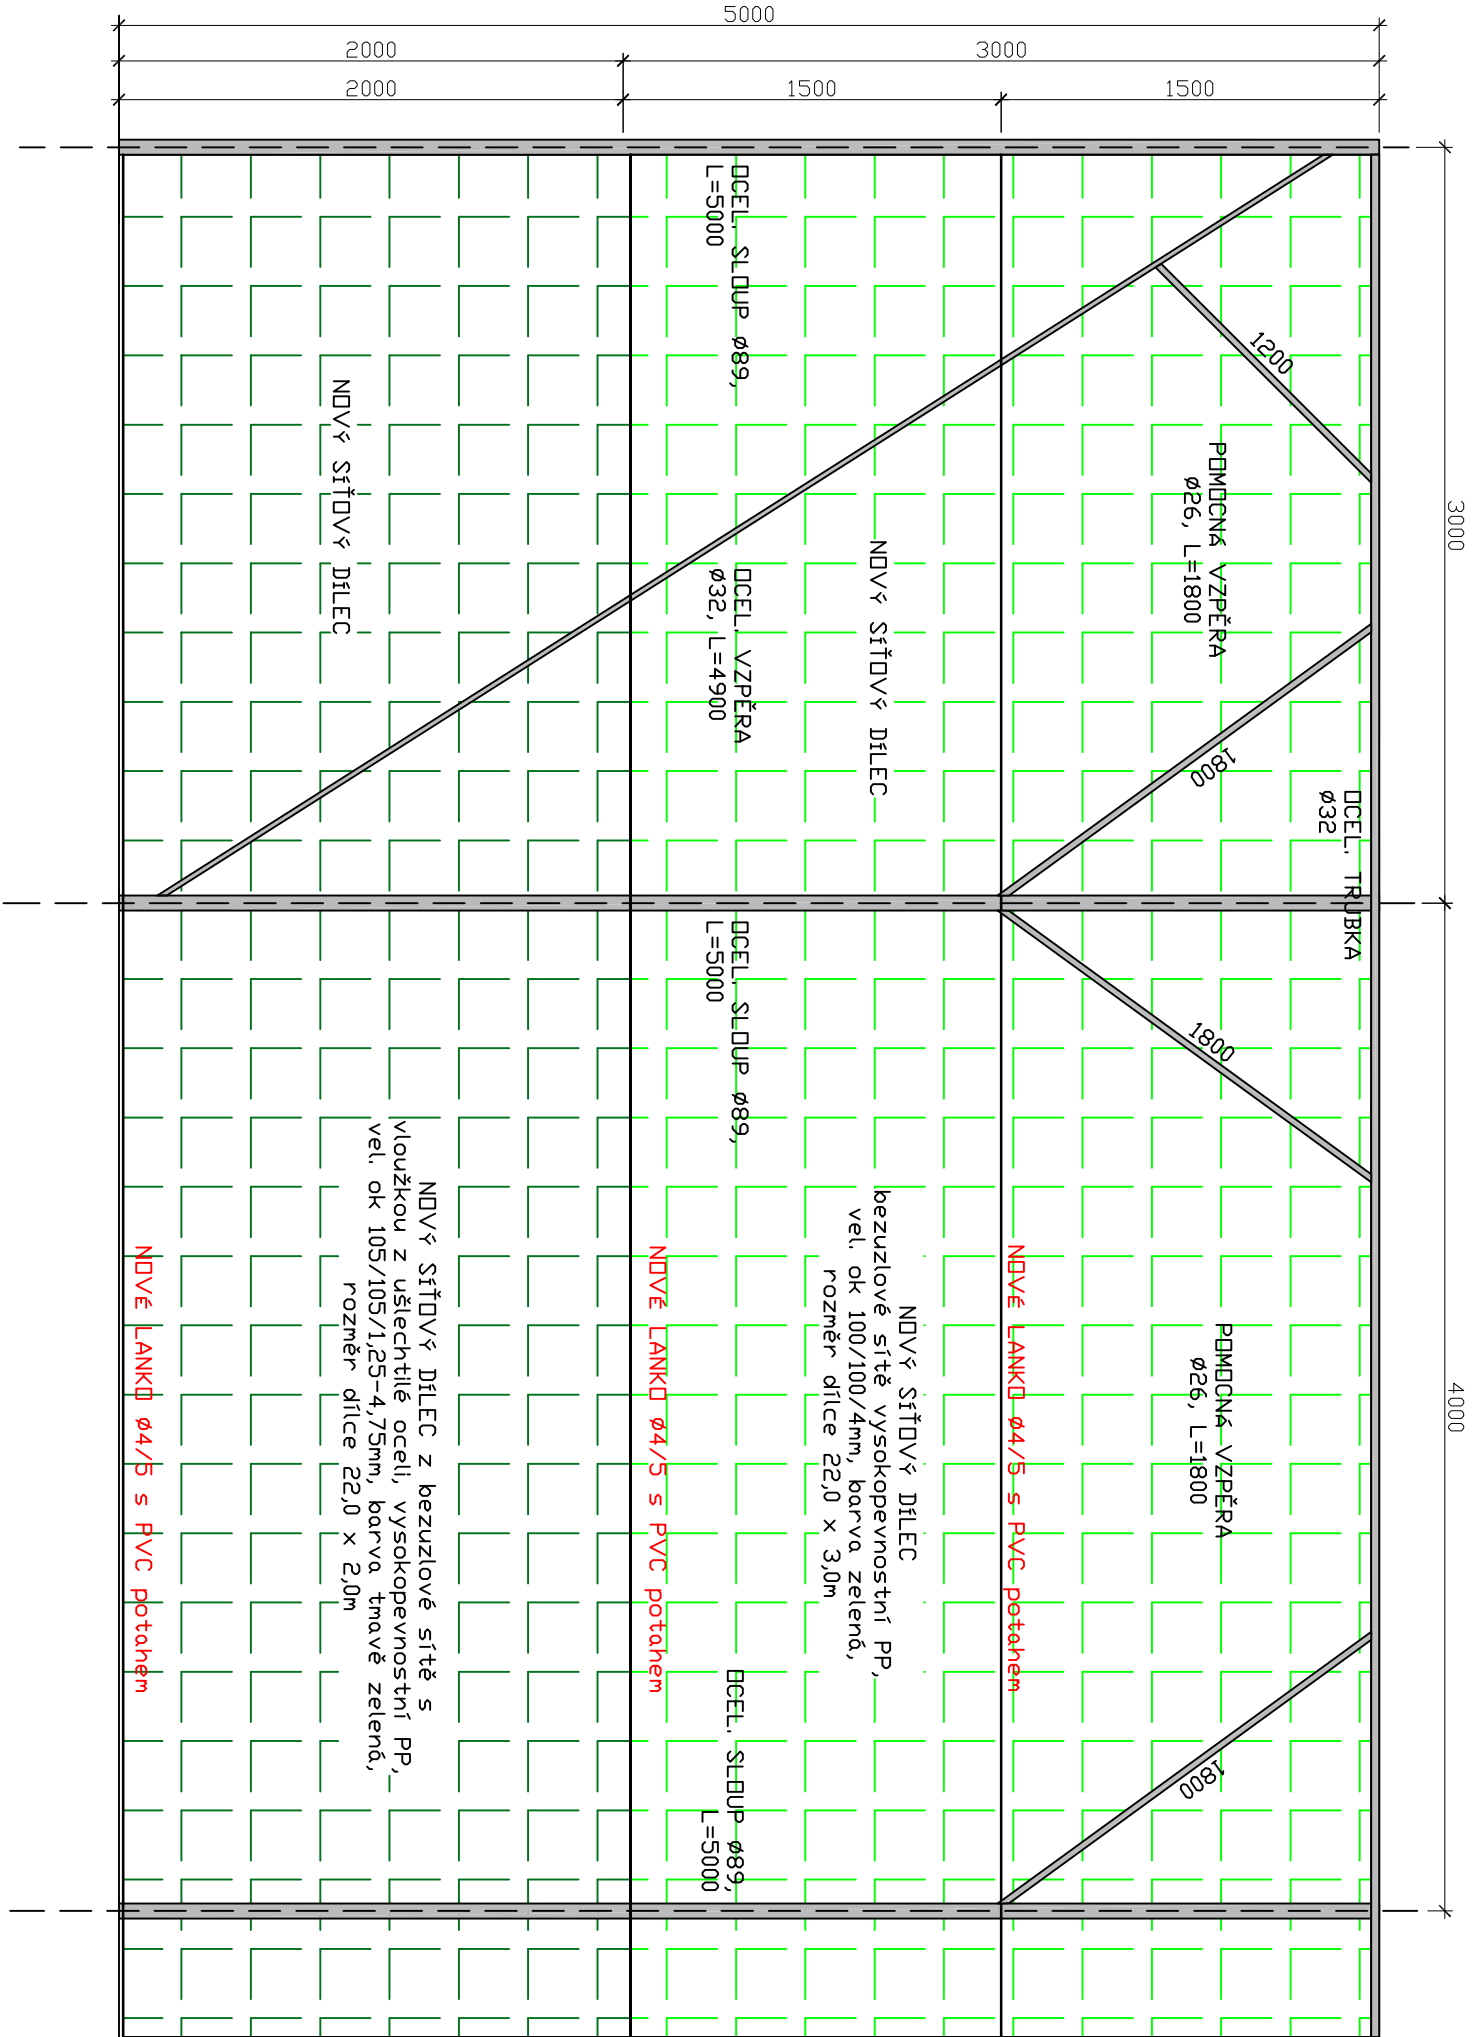 5000
2000
3000
2000
1500
1500
3000
4000
OCEL. TRUBKA
ø32
1200
1800
1800
1800
POMOCNÁ VZPĚRA
ø26, L=1800
POMOCNÁ VZPĚRA
ø26, L=1800
NOVÉ LANKO ø4/5 s PVC potahem
NOVÝ SÍŤOVÝ DÍLEC
NOVÝ SÍŤOVÝ DÍLEC
bezuzlové sítě vysokopevnostní PP,
vel. ok 100/100/4mm, barva zelená,
rozměr dílce 22,0 x 3,0m
OCEL. SLOUP ø89,
L=5000
OCEL. VZPĚRA
ø32, L=4900
OCEL. SLOUP ø89,
L=5000
OCEL. SLOUP ø89,
L=5000
NOVÉ LANKO ø4/5 s PVC potahem
NOVÝ SÍŤOVÝ DÍLEC
NOVÝ SÍŤOVÝ DÍLEC z bezuzlové sítě s
vloužkou z ušlechtilé oceli, vysokopevnostní PP,
vel. ok 105/105/1,25-4,75mm, barva tmavě zelená,
rozměr dílce 22,0 x 2,0m
NOVÉ LANKO ø4/5 s PVC potahem